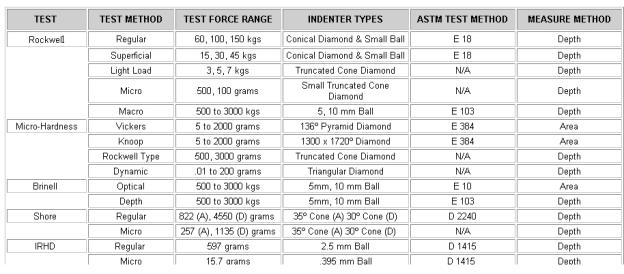 TEST TEST METHOD TEST FORCE RANGE INDENTER TYPES ASTM TEST METHOD MEASURE METHOD
Rockwell Regular 60, 100, 150 kgs Conical Diamond & Small Ball E 18 Depth
Superficial 15, 30, 45 kgs Conical Diamond & Small Ball E 18 Depth
Light Load 3, 5, 7 kgs Truncated Cone Diamond N/A Depth
Micro 500, 100 grams Small Truncated Cone Diamond N/A Depth
Macro 500 to 3000 kgs 5, 10 mm Ball E 103 Depth
Micro-Hardness Vickers 5 to 2000 grams 136º Pyramid Diamond E 384 Area
Knoop 5 to 2000 grams 1300 x 1720º Diamond E 384 Depth
Rockwell Type 500, 3000 grams Truncated Cone Diamond N/A Depth
Dynamic .01 to 200 grams Triangular Diamond N/A Depth
Brinell Optical 500 to 3000 kgs 5mm, 10 mm Ball E 10 Area
Depth 500 to 3000 kgs 5mm, 10 mm Ball E 103 Depth
Shore Regular 822 (A), 4550 (D) grams 35º Cone (A) 30º Cone (D) D 2240 Depth
Micro 257 (A), 1135 (D) grams 35º Cone (A) 30º Cone (D) N/A Depth
IRHD Regular 597 grams 2.5 mm Ball D 1415 Depth
Micro 15.7 grams .395 mm Ball D 1415 Depth